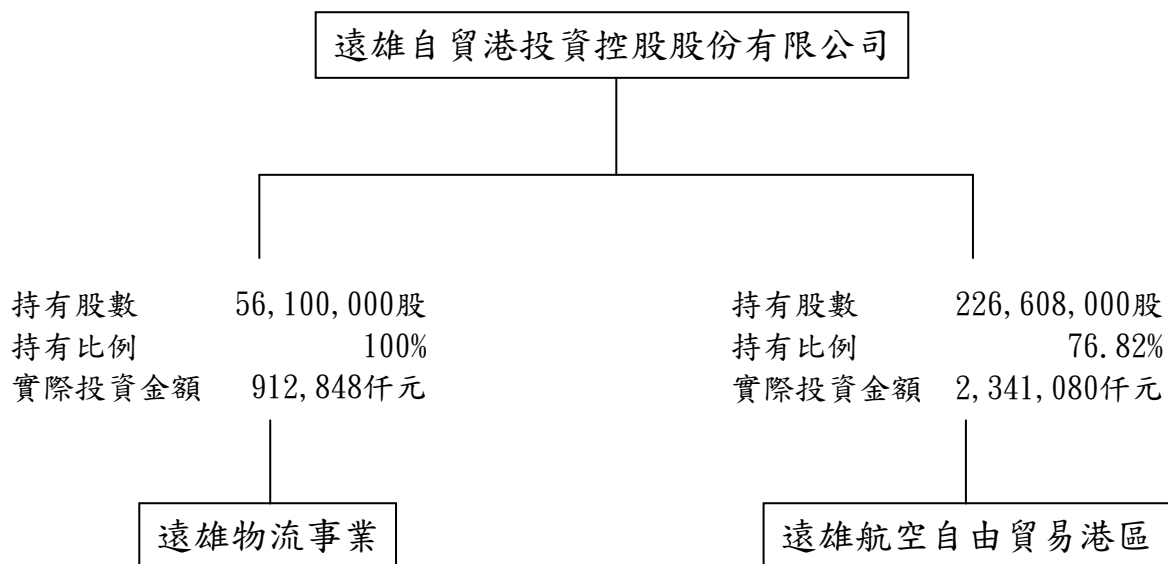 遠雄自貿港投資控股股份有限公司
持有股數 56,100,000股
持有比例 100%
實際投資金額 912,848仟元
遠雄物流事業
持有股數 226,608,000股
持有比例 76.82%
實際投資金額 2,341,080仟元
遠雄航空自由貿易港區